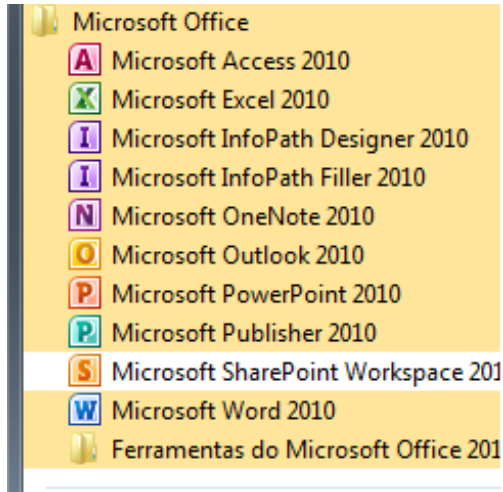 Microsoft Office
Microsoft Access 2010
Microsoft Excel 2010
Microsoft InfoPath Designer 2010
Microsoft InfoPath Filler 2010
Microsoft OneNote 2010
Microsoft Outlook 2010
Microsoft PowerPoint 2010
Microsoft Publisher 2010
Microsoft SharePoint Workspace 201
Microsoft Word 2010
Ferramentas do Microsoft Office 201